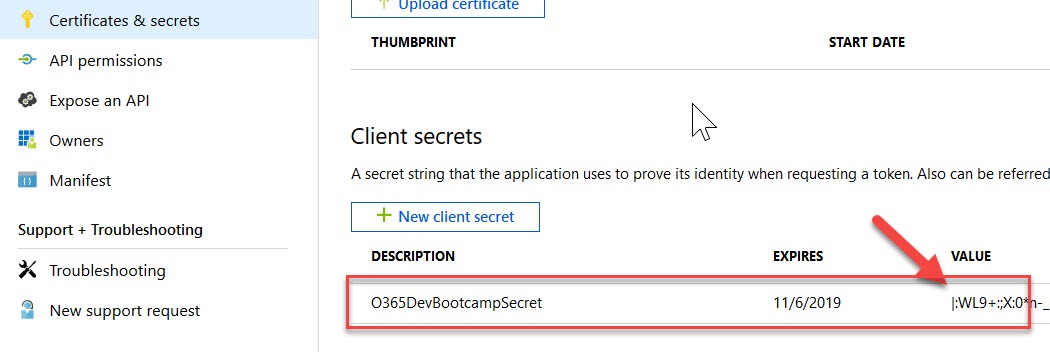 Certificates & secrets
API permissions
Expose an API
Owners
Manifest
Support + Troubleshooting
Troubleshooting
New support request
Upload certificate
THUMBPRINT START DATE
Client secrets
A secret string that the application uses to prove its identity when requesting a token. Also can be referred
New client secret
DESCRIPTION EXPIRES VALUE
O365DevBootcampSecret 11/6/2019 |:WL9+:;X:0*n-_